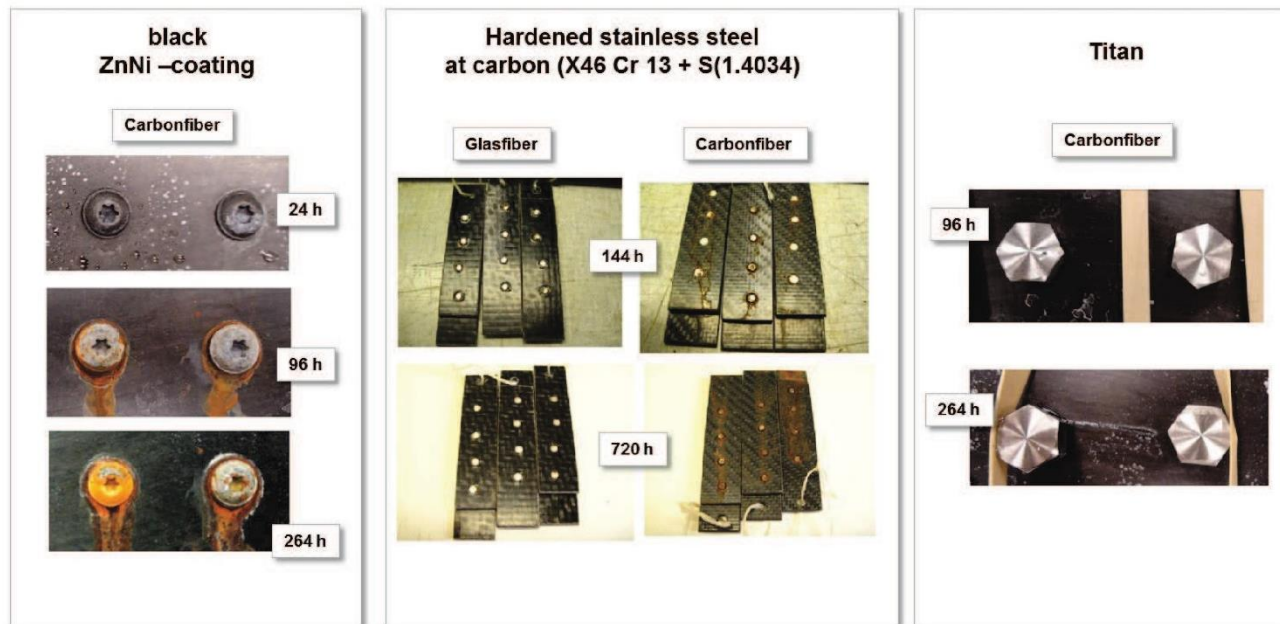 black
ZnNi –coating
Carbonfiber
24 h
96 h
264 h
Hardened stainless steel
at carbon (X46 Cr 13 + S(1.4034)
Glasfiber
Carbonfiber
144 h
720 h
Titan
Carbonfiber
96 h
264 h